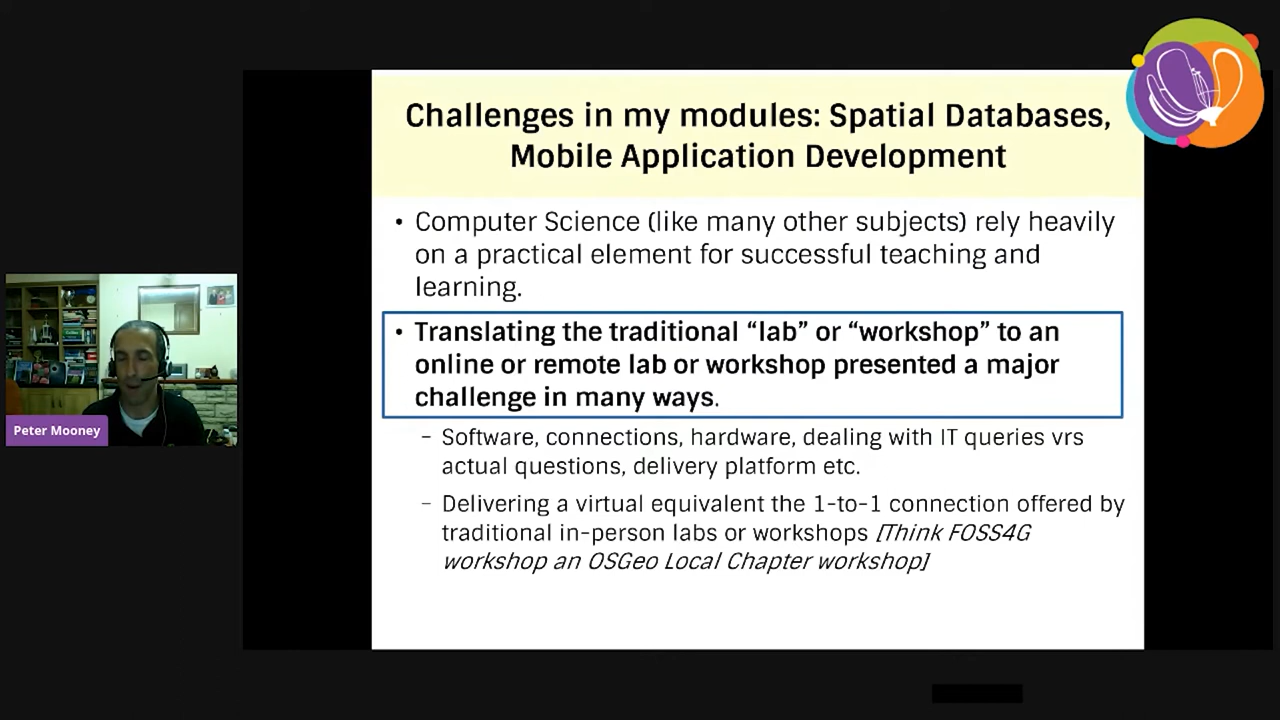 Challenges in my modules: Spatial Databases,
Mobile Application Development
• Computer Science (like many other subjects) rely heavily
on a practical element for successful teaching and
learning.
• Translating the traditional “lab” or “workshop” to an
online or remote lab or workshop presented a major
challenge in many ways.
– Software, connections, hardware, dealing with IT queries vrs
actual questions, delivery platform etc.
– Delivering a virtual equivalent the 1-to-1 connection offered by
traditional in-person labs or workshops [Think FOSS4G
workshop an OSGeo Local Chapter workshop]
Peter Mooney